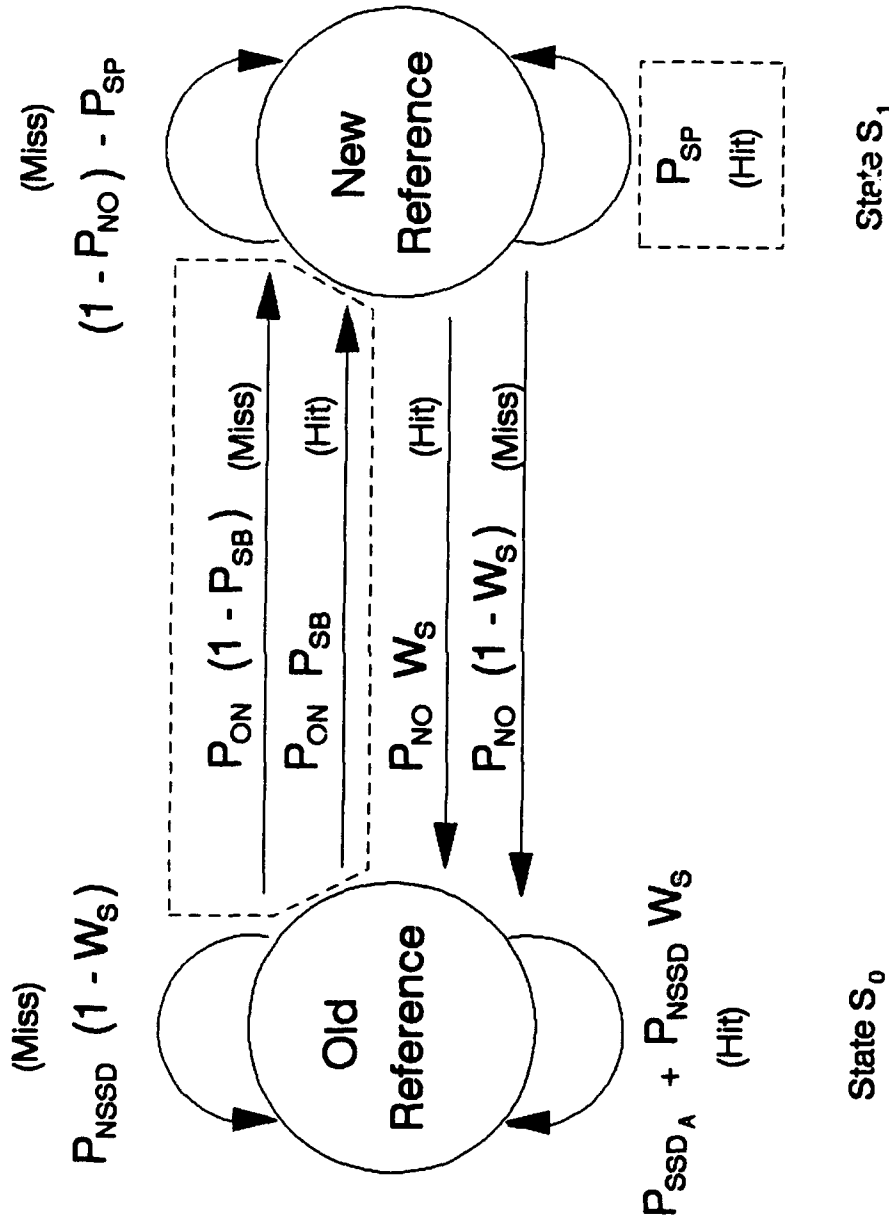 (Miss)
P_NSSD (1 - W_S)
(Miss)
(1 - P_NO) - P_SP
P_ON (1 - P_SB) (Miss)
P_ON P_SB (Hit)
Old
Reference
New
Reference
P_NO W_S (Hit)
P_NO (1 - W_S) (Miss)
P_SSD_A + P_NSSD W_S
(Hit)
P_SP
(Hit)
State S_0
State S_1